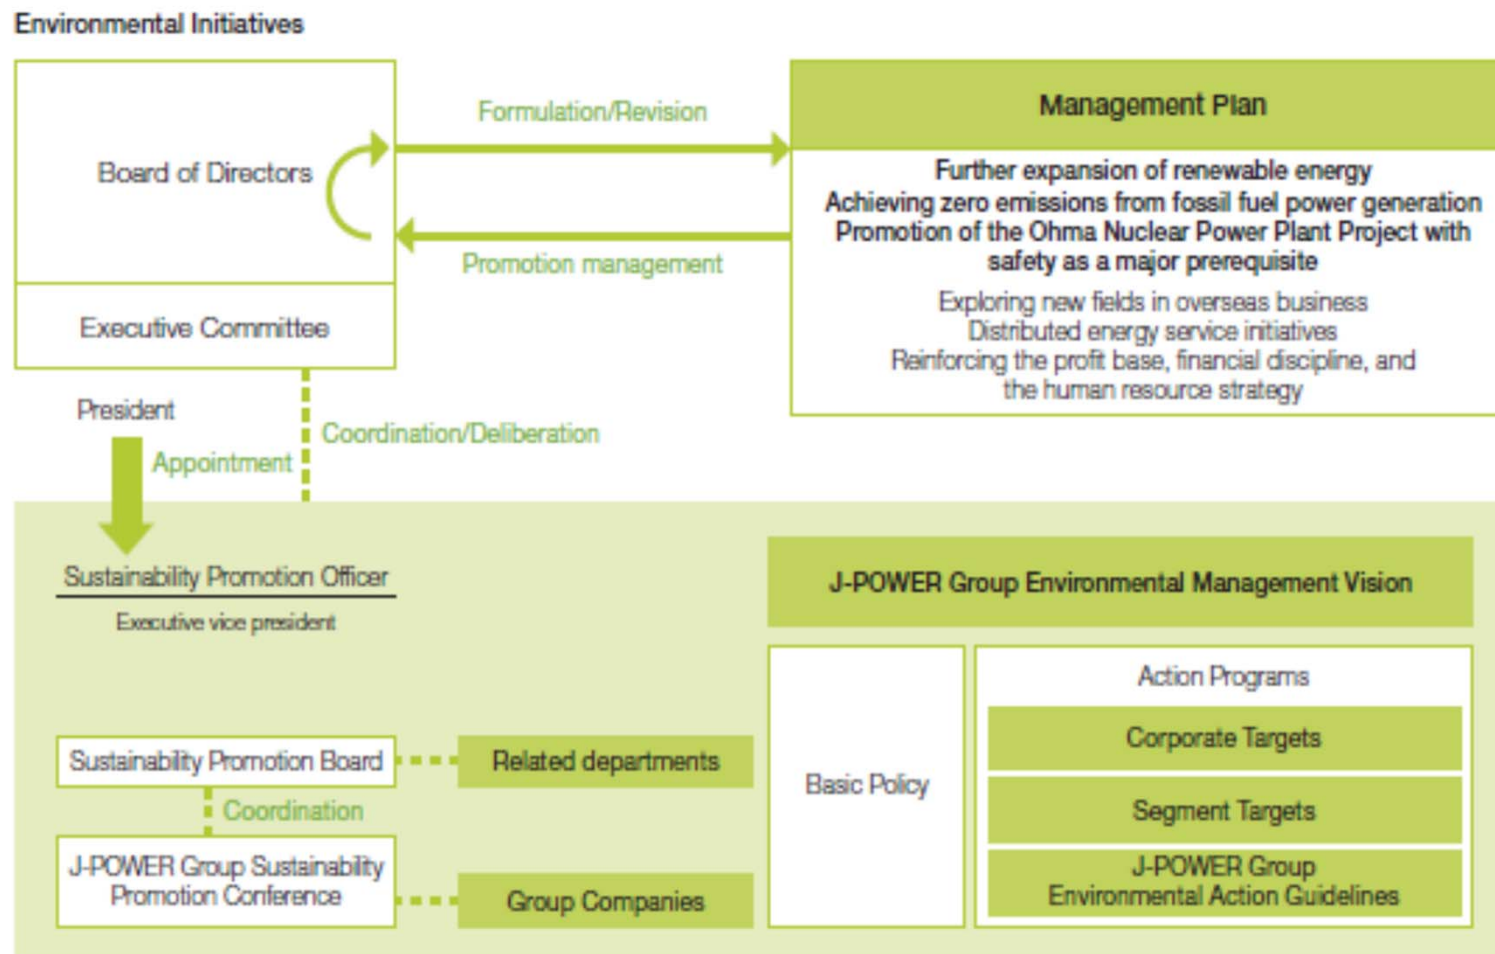 Environmental Initiatives
Board of Directors
Executive Committee
Formulation/Revision
Promotion management
Management Plan
Further expansion of renewable energy
Achieving zero emissions from fossil fuel power generation
Promotion of the Ohma Nuclear Power Plant Project with
safety as a major prerequisite
Exploring new fields in overseas business
Distributed energy service initiatives
Reinforcing the profit base, financial discipline, and
the human resource strategy
President
Appointment
Coordination/Deliberation
Sustainability Promotion Officer
Executive vice president
Sustainability Promotion Board
Related departments
Coordination
J-POWER Group Sustainability
Promotion Conference
Group Companies
J-POWER Group Environmental Management Vision
Basic Policy
Action Programs
Corporate Targets
Segment Targets
J-POWER Group
Environmental Action Guidelines